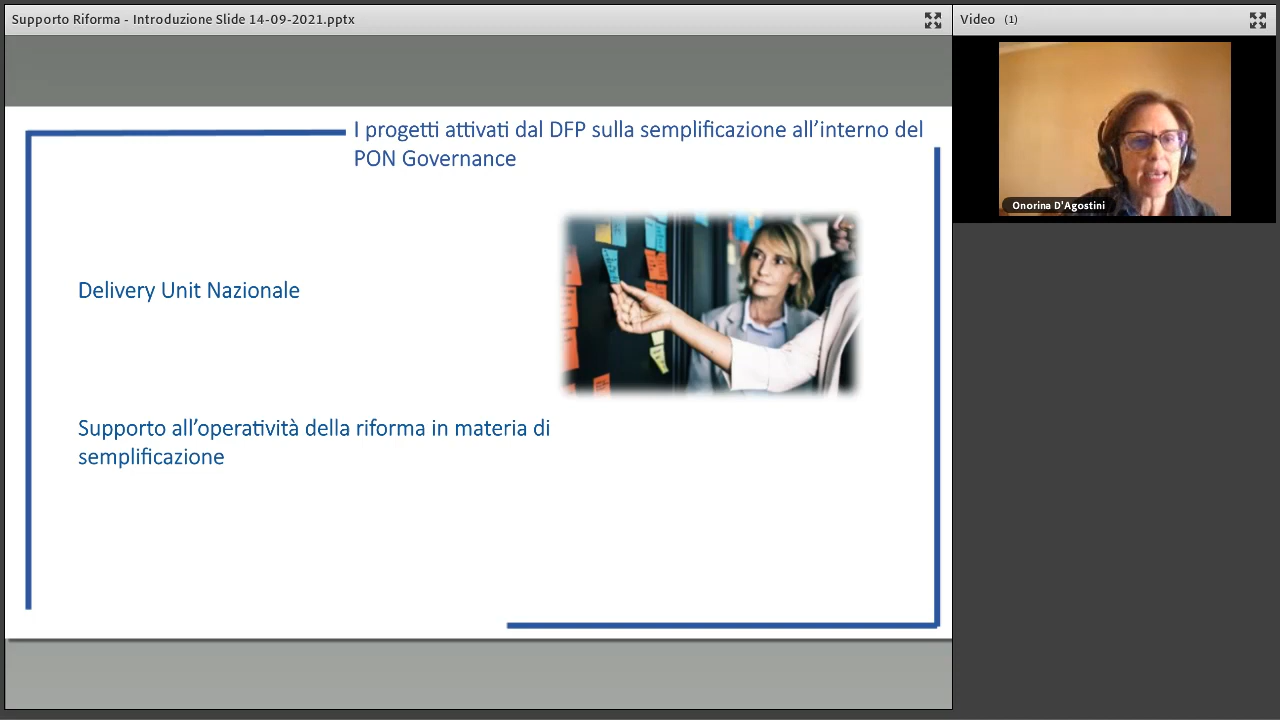 Supporto Riforma - Introduzione Slide 14-09-2021.pptx
Video (1)
I progetti attivati dal DFP sulla semplificazione all’interno del
PON Governance
Onorina D'Agostini
Delivery Unit Nazionale
Supporto all’operatività della riforma in materia di
semplificazione